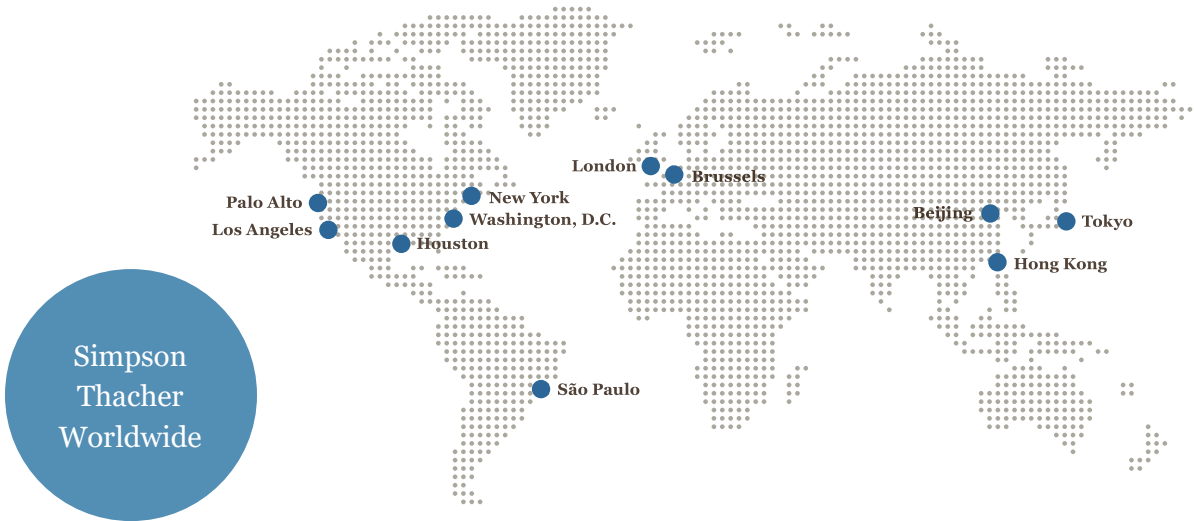 London
Brussels
Palo Alto
New York
Beijing
Washington, D.C.
Tokyo
Los Angeles
Houston
Hong Kong
Simpson
Thacher
Worldwide
São Paulo